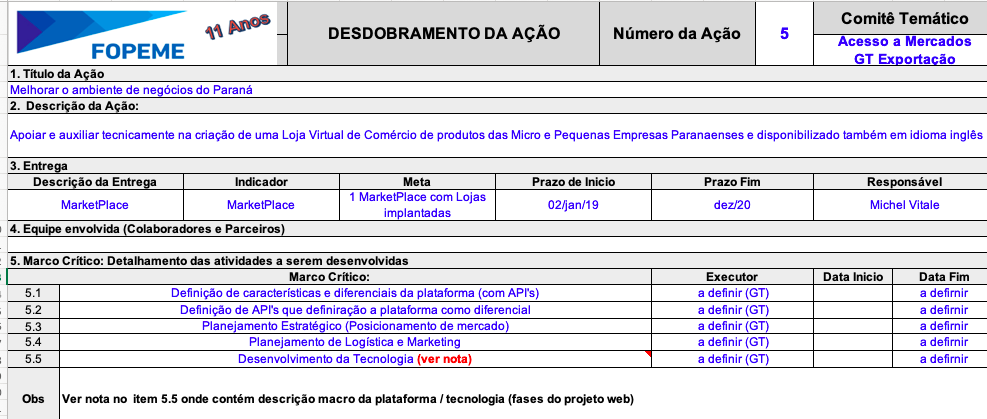 FOPEME
11 Anos
DESDOBRAMENTO DA AÇÃO
Número da Ação
5
Comitê Temático
Acesso a Mercados
GT Exportação
1. Título da Ação
Melhorar o ambiente de negócios do Paraná
2. Descrição da Ação:
Apoiar e auxiliar tecnicamente na criação de uma Loja Virtual de Comércio de produtos das Micro e Pequenas Empresas Paranaenses e disponibilizado também em idioma inglês
3. Entrega
Descrição da Entrega Indicador Meta Prazo de Inicio Prazo Fim Responsável
MarketPlace MarketPlace 1 MarketPlace com Lojas implantadas 02/jan/19 dez/20 Michel Vitale
4. Equipe envolvida (Colaboradores e Parceiros)
5. Marco Crítico: Detalhamento das atividades a serem desenvolvidas
Marco Crítico: Executor Data Inicio Data Fim
5.1 Definição de características e diferenciais da plataforma (com API's) a definir (GT) a defirnir
5.2 Definição de API's que definiração a plataforma como diferencial a definir (GT) a defirnir
5.3 Planejamento Estratégico (Posicionamento de mercado) a definir (GT) a defirnir
5.4 Planejamento de Logística e Marketing a definir (GT) a defirnir
5.5 Desenvolvimento da Tecnologia (ver nota) a definir (GT) a defirnir
Obs Ver nota no item 5.5 onde contém descrição macro da plataforma / tecnologia (fases do projeto web)